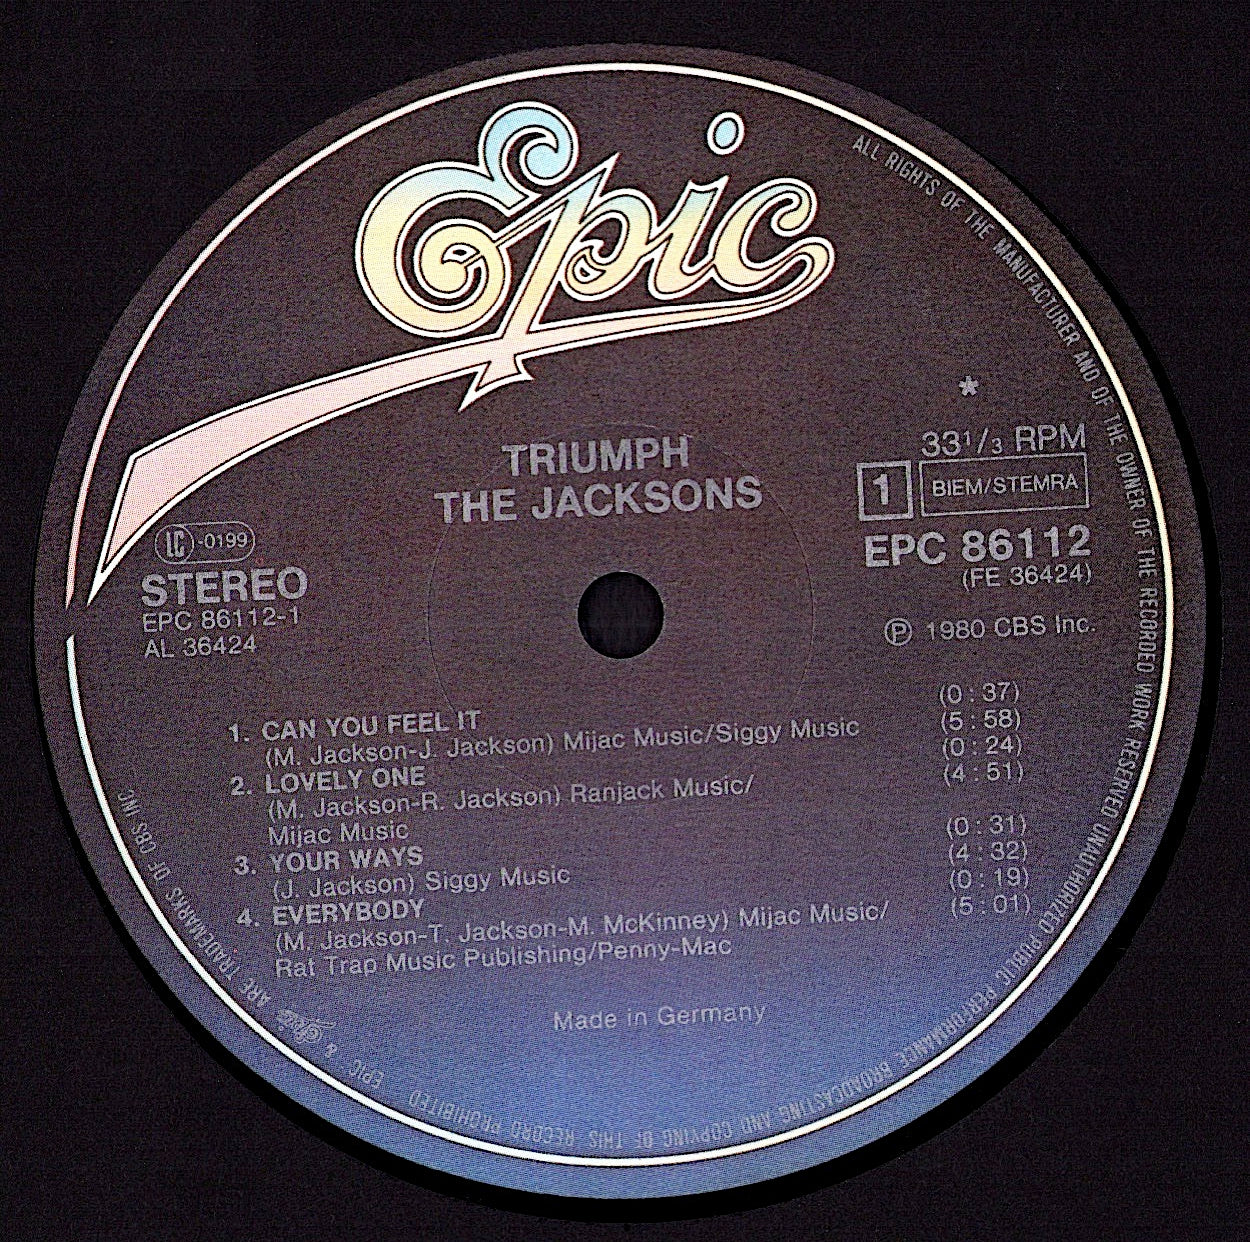 Epic
ALL RIGHTS OF THE MANUFACTURER AND OF THE OWNER OF THE RECORDED WORK RESERVED UNAUTHORIZED PUBLIC PERFORMANCE BROADCASTING AND COPYING OF THIS RECORD PROHIBITED
EPIC & Epic ARE TRADEMARKS OF CBS INC
*
TRIUMPH
THE JACKSONS
33 1/3 RPM
1 BIEM/STEMRA
EPC 86112
(FE 36424)
℗ 1980 CBS Inc.
LC-0199
STEREO
EPC 86112-1
AL 36424
1. CAN YOU FEEL IT (0 : 37)
(M. Jackson-J. Jackson) Mijac Music/Siggy Music (5 : 58)
2. LOVELY ONE (0 : 24)
(M. Jackson-R. Jackson) Ranjack Music/ (4 : 51)
Mijac Music
3. YOUR WAYS (0 : 31)
(J. Jackson) Siggy Music (4 : 32)
4. EVERYBODY (0 : 19)
(M. Jackson-T. Jackson-M. McKinney) Mijac Music/ (5 : 01)
Rat Trap Music Publishing/Penny-Mac
Made in Germany